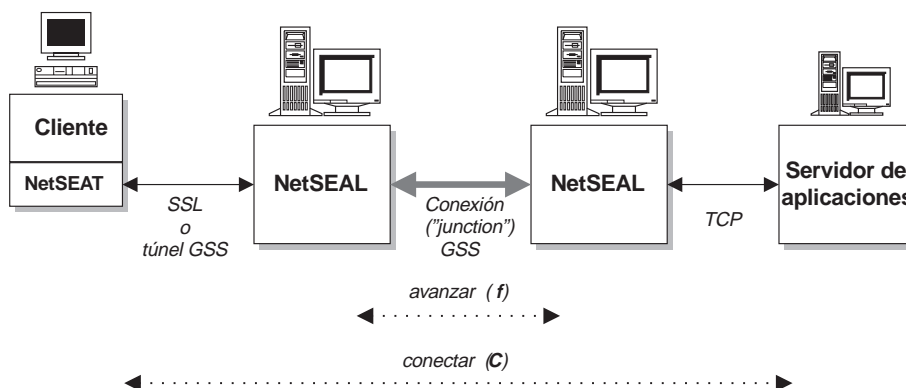 Cliente
NetSEAT
SSL
o
túnel GSS
NetSEAL
Conexión
("junction")
GSS
NetSEAL
TCP
Servidor de
aplicaciones
avanzar ( f)
conectar (C)